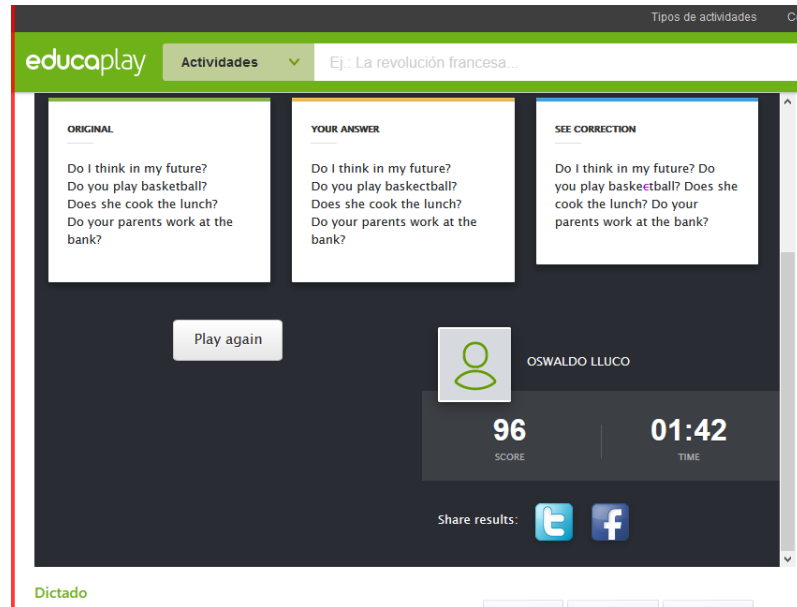 Tipos de actividades
educaplay
Actividades
Ej.: La revolución francesa...
ORIGINAL
Do I think in my future?
Do you play basketball?
Does she cook the lunch?
Do your parents work at the
bank?
YOUR ANSWER
Do I think in my future?
Do you play baskectball?
Does she cook the lunch?
Do your parents work at the
bank?
SEE CORRECTION
Do I think in my future? Do
you play baskectball? Does she
cook the lunch? Do your
parents work at the bank?
Play again
OSWALDO LLUCO
96
SCORE
01:42
TIME
Share results:
Dictado